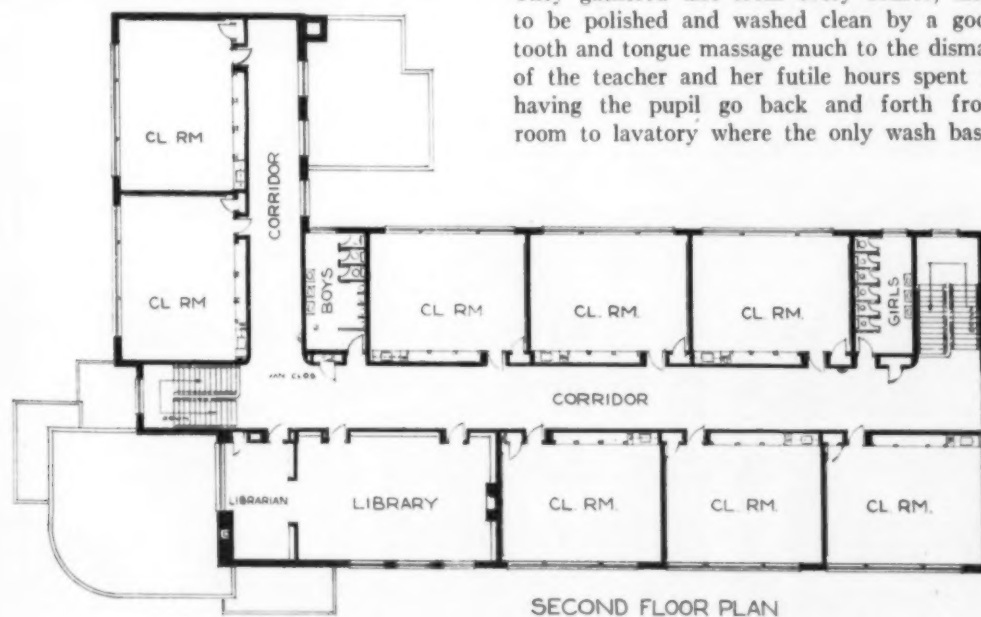 to be polished and washed clean by a goo
tooth and tongue massage much to the disma
of the teacher and her futile hours spent
having the pupil go back and forth fro
room to lavatory where the only wash bas
CL RM
CORRIDOR
CL RM
BOYS
CL RM
CL. RM.
CL RM.
GIRLS
JAN CLOS
CORRIDOR
LIBRARIAN
LIBRARY
CL. RM.
CL. RM.
CL. RM.
SECOND FLOOR PLAN